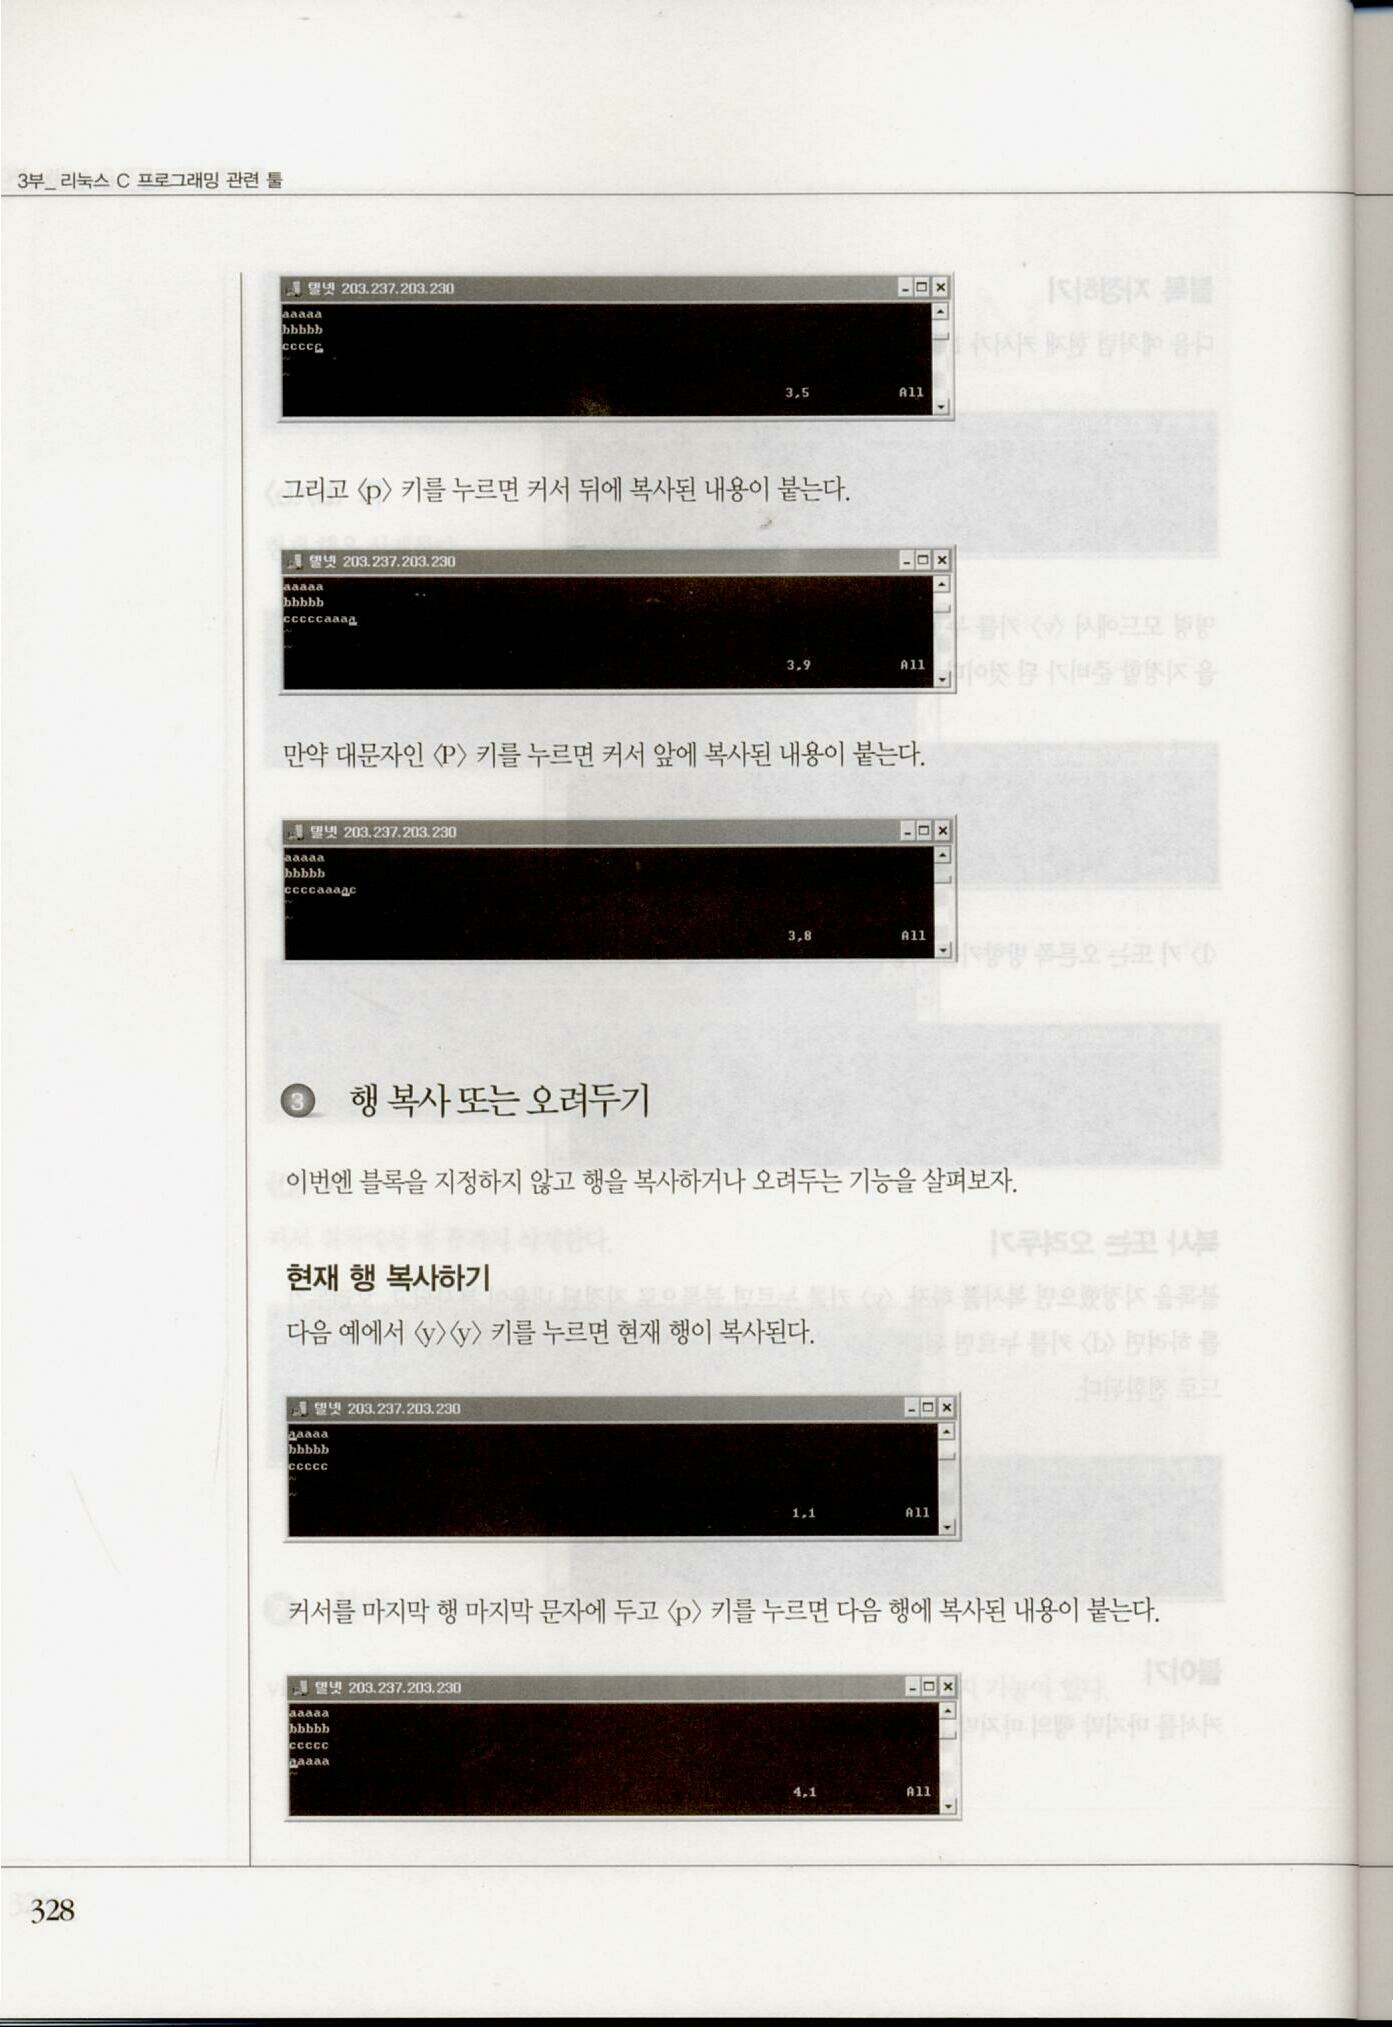 3부_ 리눅스 C 프로그래밍 관련 툴
텔넷 203.237.203.230
aaaaa
bbbbb
ccccc
~
3,5 All
그리고 〈p〉 키를 누르면 커서 뒤에 복사된 내용이 붙는다.
텔넷 203.237.203.230
aaaaa
bbbbb
cccccaaaa
~
~
3,9 All
만약 대문자인 〈P〉 키를 누르면 커서 앞에 복사된 내용이 붙는다.
텔넷 203.237.203.230
aaaaa
bbbbb
ccccaaaac
~
~
3,8 All
3 행 복사 또는 오려두기
이번엔 블록을 지정하지 않고 행을 복사하거나 오려두는 기능을 살펴보자.
현재 행 복사하기
다음 예에서 〈y〉〈y〉 키를 누르면 현재 행이 복사된다.
텔넷 203.237.203.230
aaaaa
bbbbb
ccccc
~
~
1,1 All
커서를 마지막 행 마지막 문자에 두고 〈p〉 키를 누르면 다음 행에 복사된 내용이 붙는다.
텔넷 203.237.203.230
aaaaa
bbbbb
ccccc
aaaaa
~
4,1 All
328